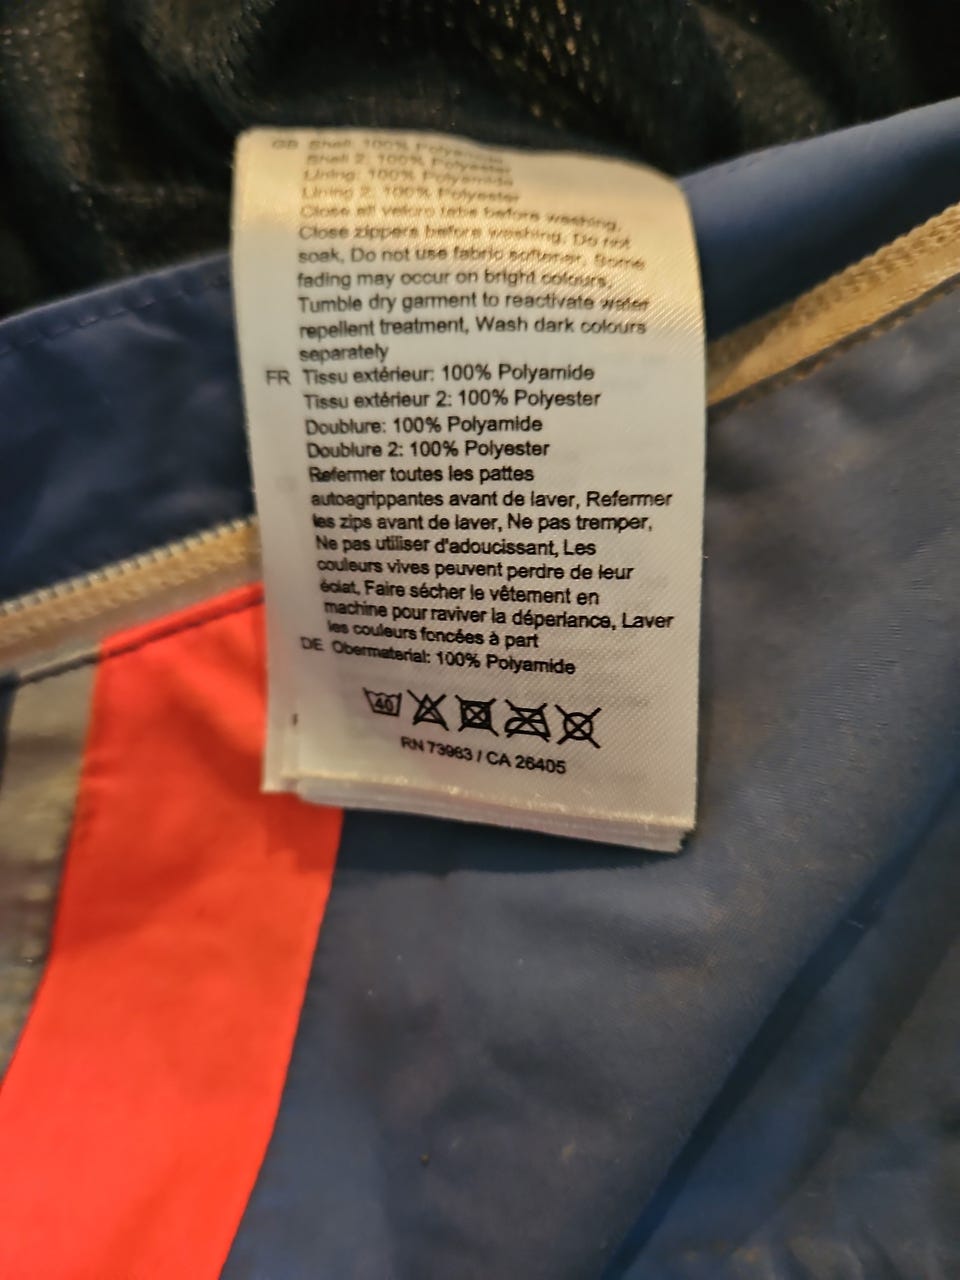 GB Shell: 100% Polyamide
Shell 2: 100% Polyester
Lining: 100% Polyamide
Lining 2: 100% Polyester
Close all velcro tabs before washing,
Close zippers before washing, Do not
soak, Do not use fabric softener, Some
fading may occur on bright colours,
Tumble dry garment to reactivate water
repellent treatment, Wash dark colours
separately
FR Tissu extérieur: 100% Polyamide
Tissu extérieur 2: 100% Polyester
Doublure: 100% Polyamide
Doublure 2: 100% Polyester
Refermer toutes les pattes
autoagrippantes avant de laver, Refermer
les zips avant de laver, Ne pas tremper,
Ne pas utiliser d'adoucissant, Les
couleurs vives peuvent perdre de leur
éclat, Faire sécher le vêtement en
machine pour raviver la déperlance, Laver
les couleurs foncées à part
DE Obermaterial: 100% Polyamide
40
RN 73983 / CA 26405